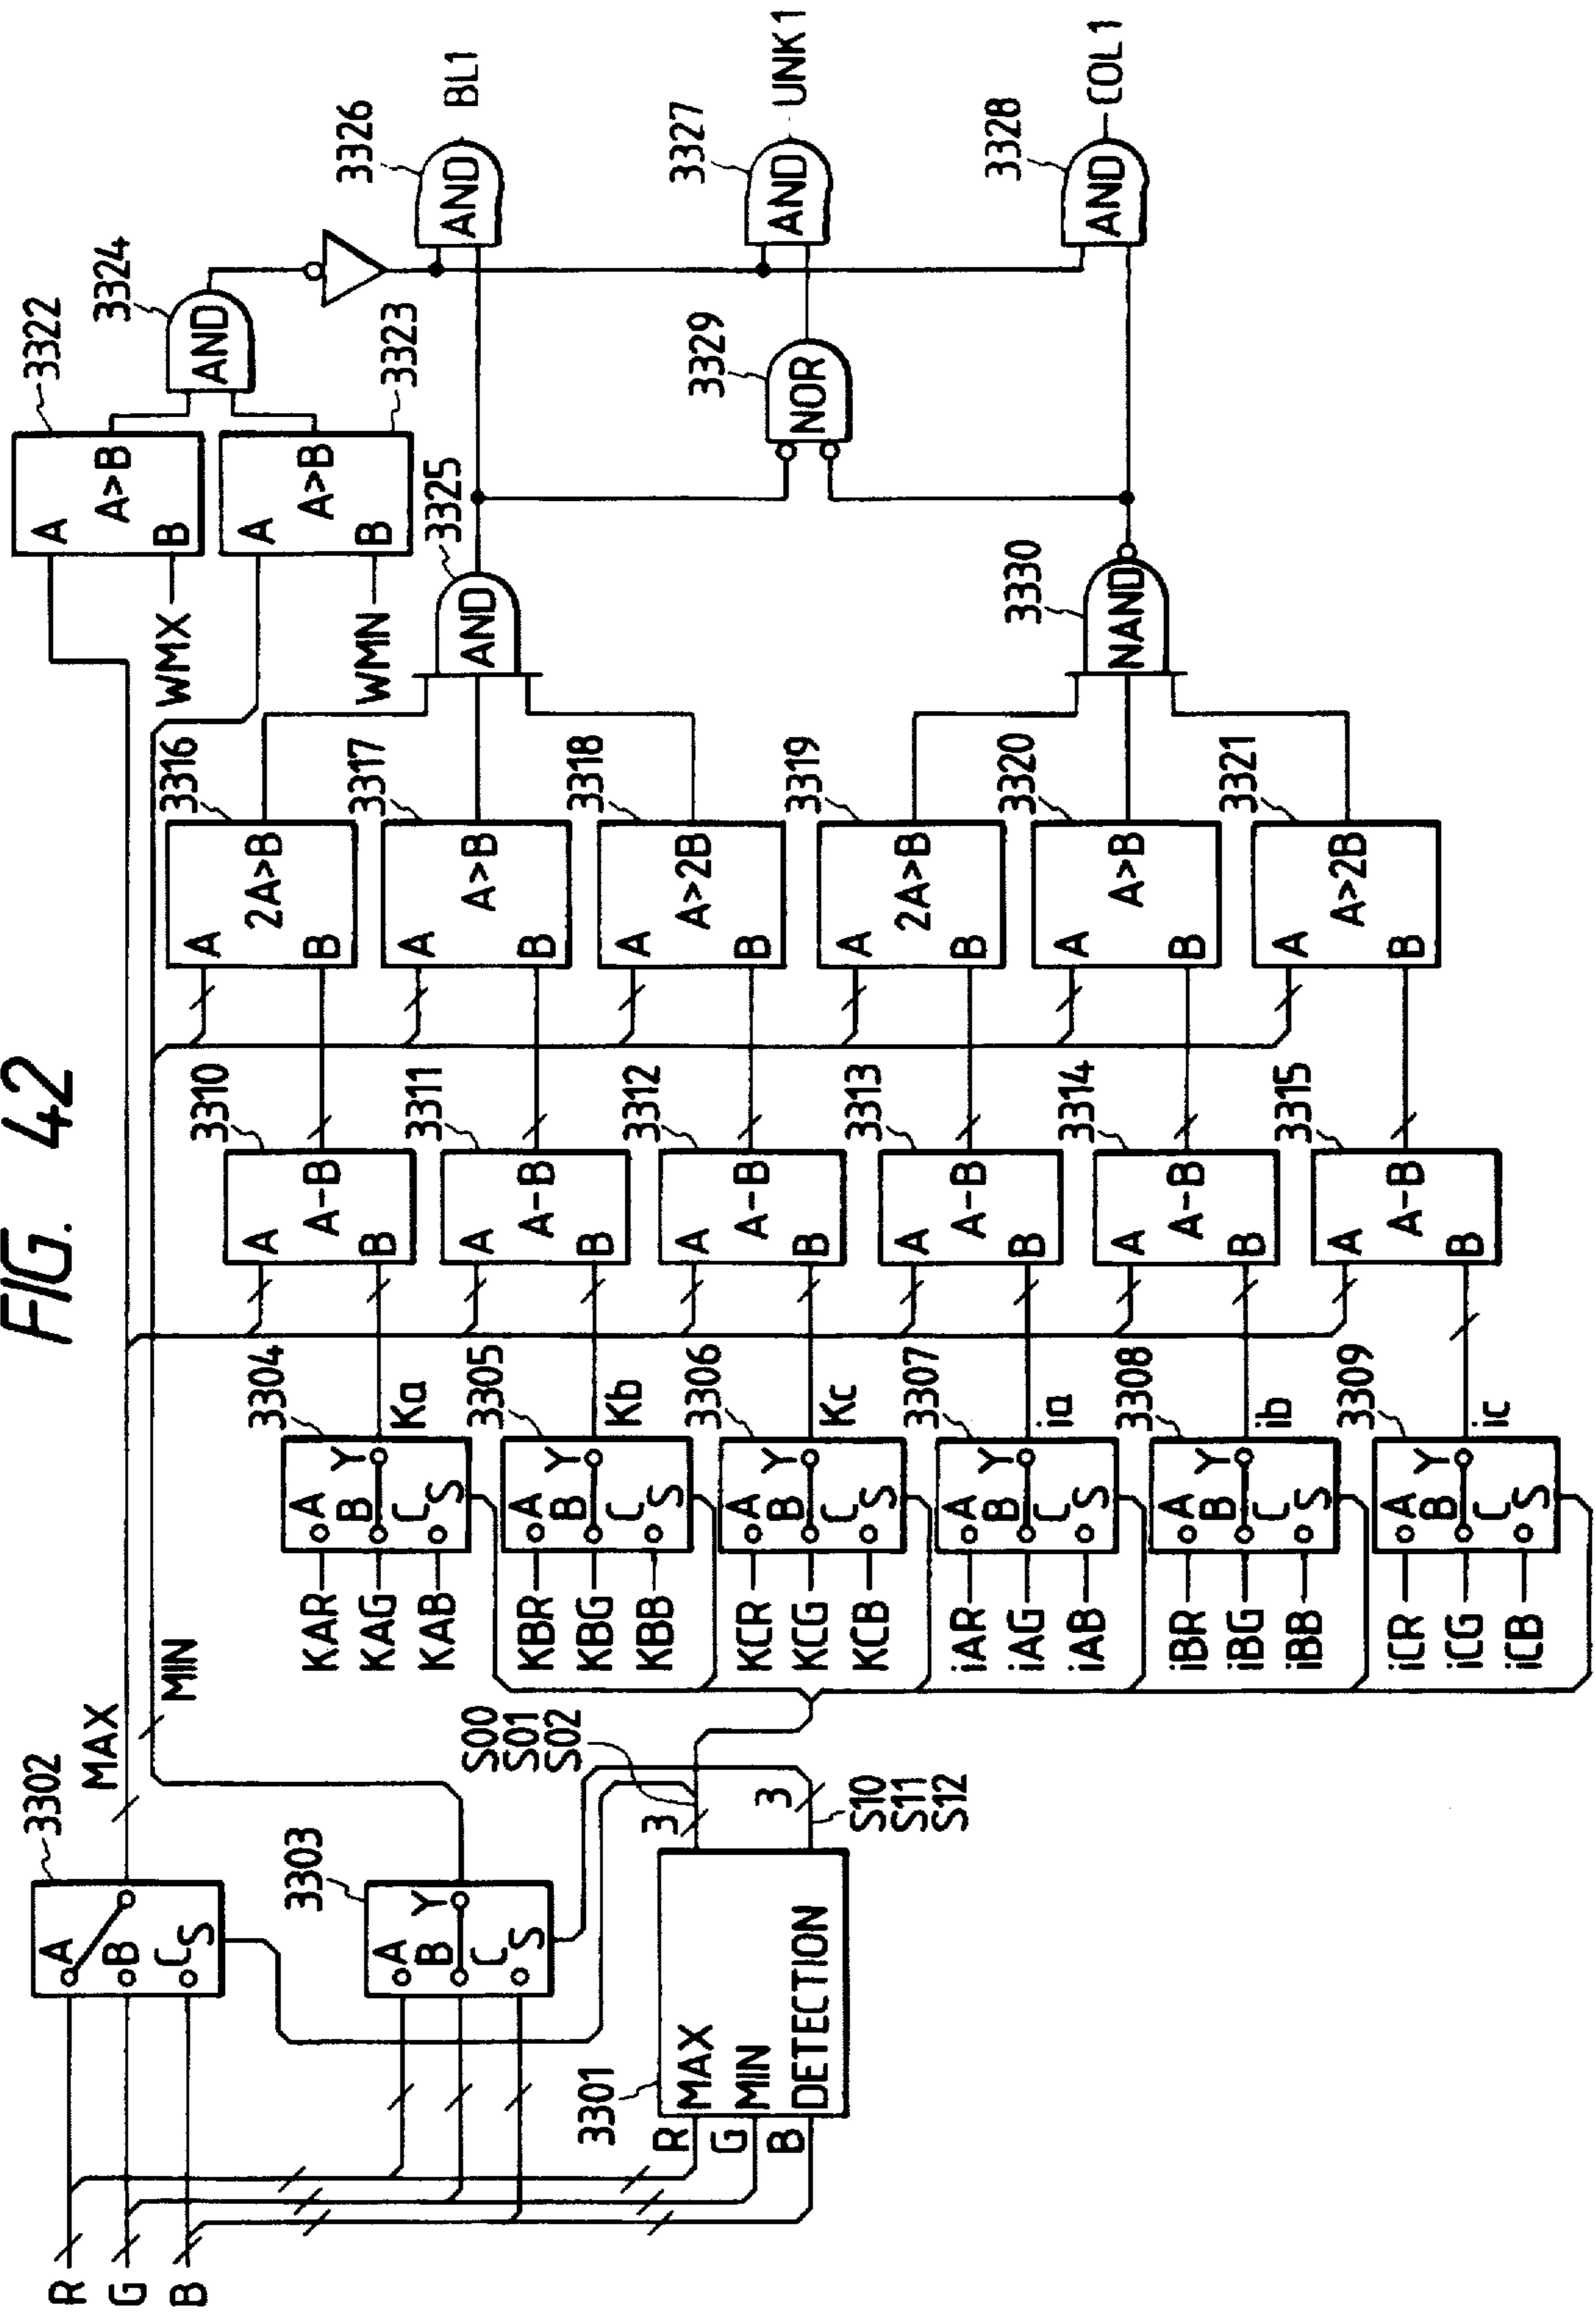 FIG. 42
R
G
B
3302
A
B
C
S
MAX
3303
A
B
C
Y
S
MIN
3301
R
G
B
MAX
MIN
DETECTION
3
S00
S01
S02
3
S10
S11
S12
KAR
KAG
KAB
3304
A
B
C
Y
S
Ka
KBR
KBG
KBB
3305
A
B
C
Y
S
Kb
KCR
KCG
KCB
3306
A
B
C
Y
S
Kc
iAR
iAG
iAB
3307
A
B
C
Y
S
ia
iBR
iBG
iBB
3308
A
B
C
Y
S
ib
iCR
iCG
iCB
3309
A
B
C
Y
S
ic
3310
A
A-B
B
3311
A
A-B
B
3312
A
A-B
B
3313
A
A-B
B
3314
A
A-B
B
3315
A
A-B
B
3316
A
2A>B
B
3317
A
A>B
B
3318
A
A>2B
B
3319
A
2A>B
B
3320
A
A>B
B
3321
A
A>2B
B
WMX
3322
A
A>B
B
WMN
3323
A
A>B
B
3324
AND
3325
AND
3330
NAND
3329
NOR
3326
AND
BL1
3327
AND
UNK1
3328
AND
COL1